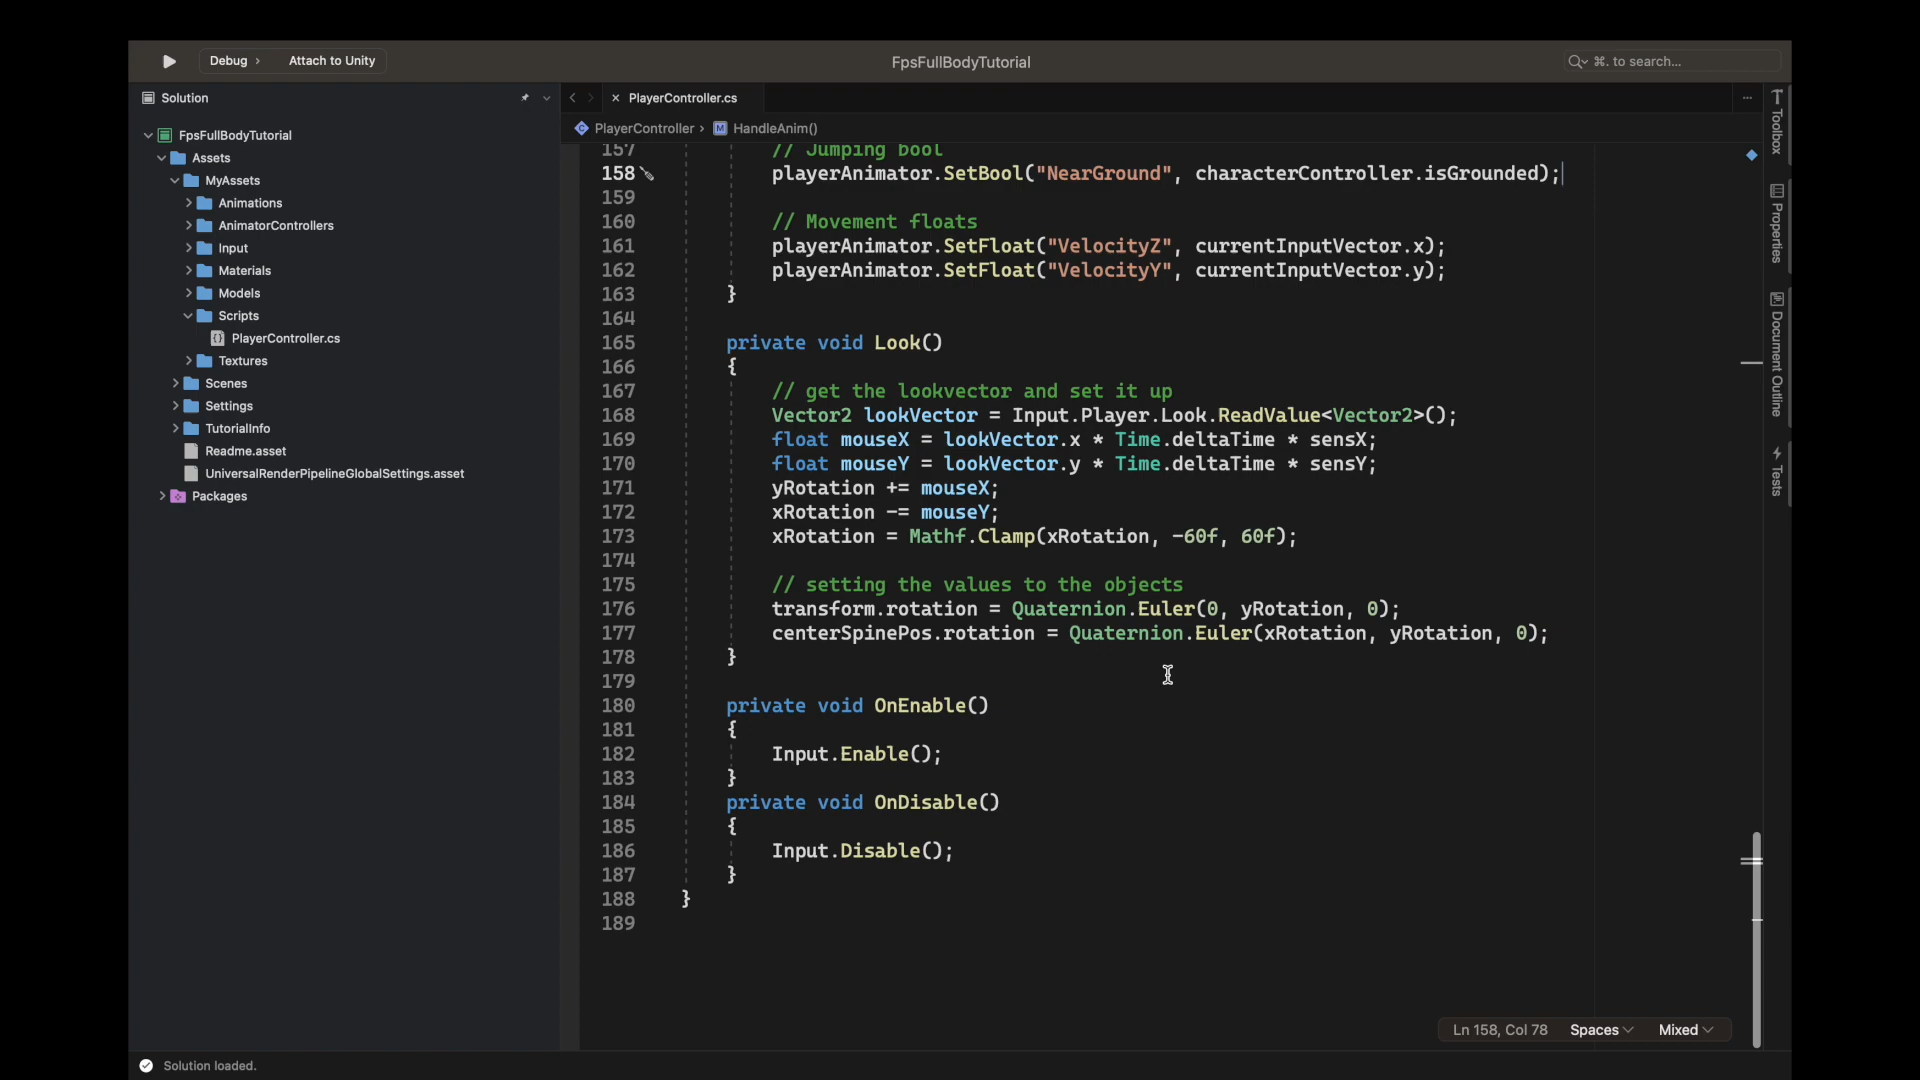 Debug › Attach to Unity
FpsFullBodyTutorial
⌘. to search...
Solution
PlayerController.cs
FpsFullBodyTutorial
Assets
MyAssets
Animations
AnimatorControllers
Input
Materials
Models
Scripts
PlayerController.cs
Textures
Scenes
Settings
TutorialInfo
Readme.asset
UniversalRenderPipelineGlobalSettings.asset
Packages
PlayerController › HandleAnim()
157 // Jumping bool
158 playerAnimator.SetBool("NearGround", characterController.isGrounded);
159
160 // Movement floats
161 playerAnimator.SetFloat("VelocityZ", currentInputVector.x);
162 playerAnimator.SetFloat("VelocityY", currentInputVector.y);
163 }
164
165 private void Look()
166 {
167 // get the lookvector and set it up
168 Vector2 lookVector = Input.Player.Look.ReadValue<Vector2>();
169 float mouseX = lookVector.x * Time.deltaTime * sensX;
170 float mouseY = lookVector.y * Time.deltaTime * sensY;
171 yRotation += mouseX;
172 xRotation -= mouseY;
173 xRotation = Mathf.Clamp(xRotation, -60f, 60f);
174
175 // setting the values to the objects
176 transform.rotation = Quaternion.Euler(0, yRotation, 0);
177 centerSpinePos.rotation = Quaternion.Euler(xRotation, yRotation, 0);
178 }
179
180 private void OnEnable()
181 {
182 Input.Enable();
183 }
184 private void OnDisable()
185 {
186 Input.Disable();
187 }
188 }
189
Toolbox
Properties
Document Outline
Tests
Ln 158, Col 78 Spaces Mixed
Solution loaded.